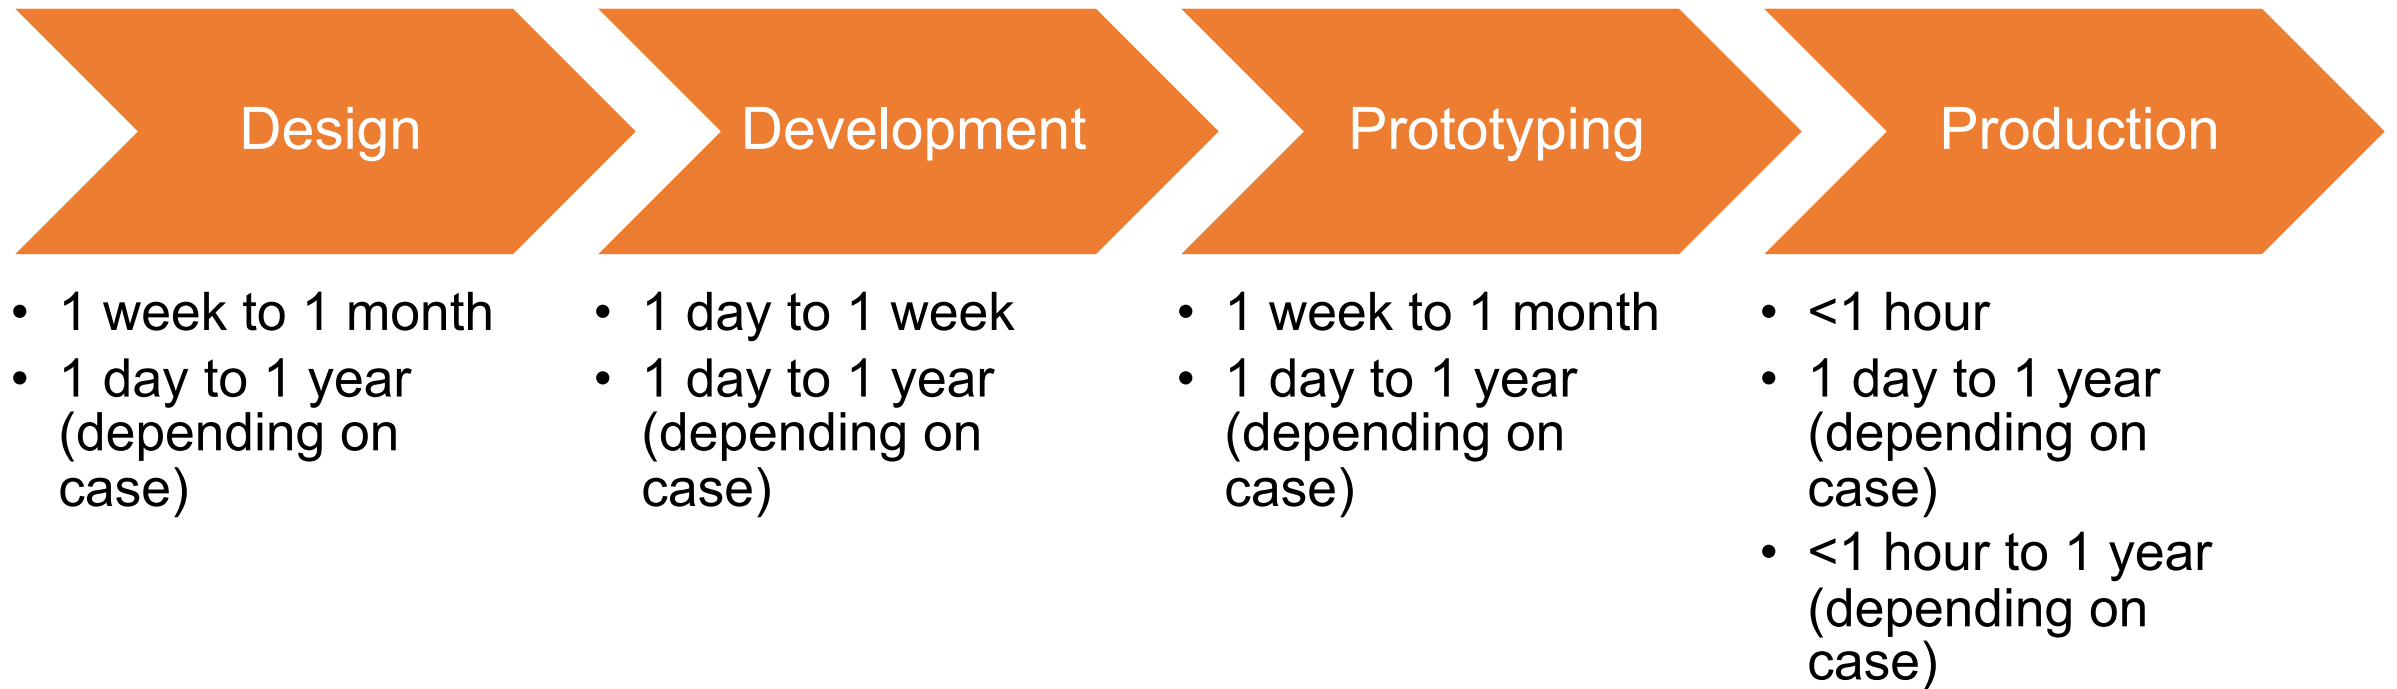 Design
• 1 week to 1 month
• 1 day to 1 year
(depending on
case)
Development
• 1 day to 1 week
• 1 day to 1 year
(depending on
case)
Prototyping
• 1 week to 1 month
• 1 day to 1 year
(depending on
case)
Production
• <1 hour
• 1 day to 1 year
(depending on
case)
• <1 hour to 1 year
(depending on
case)